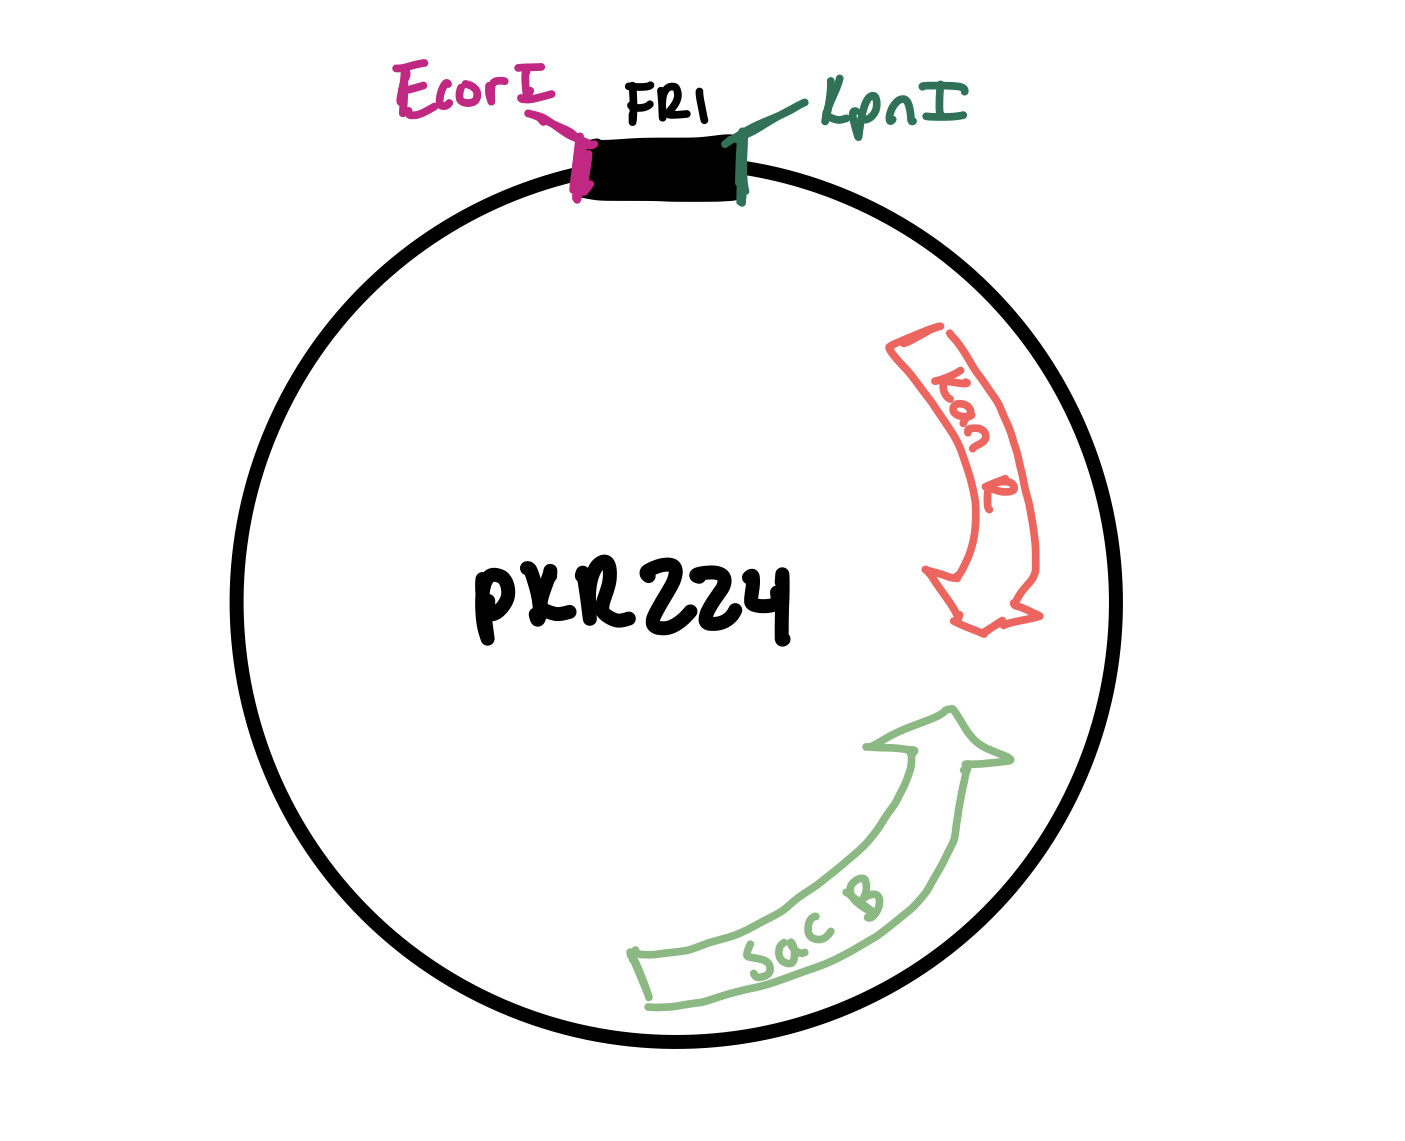 EcorI
FR1
KpnI
Kan R
pKR224
Sac B